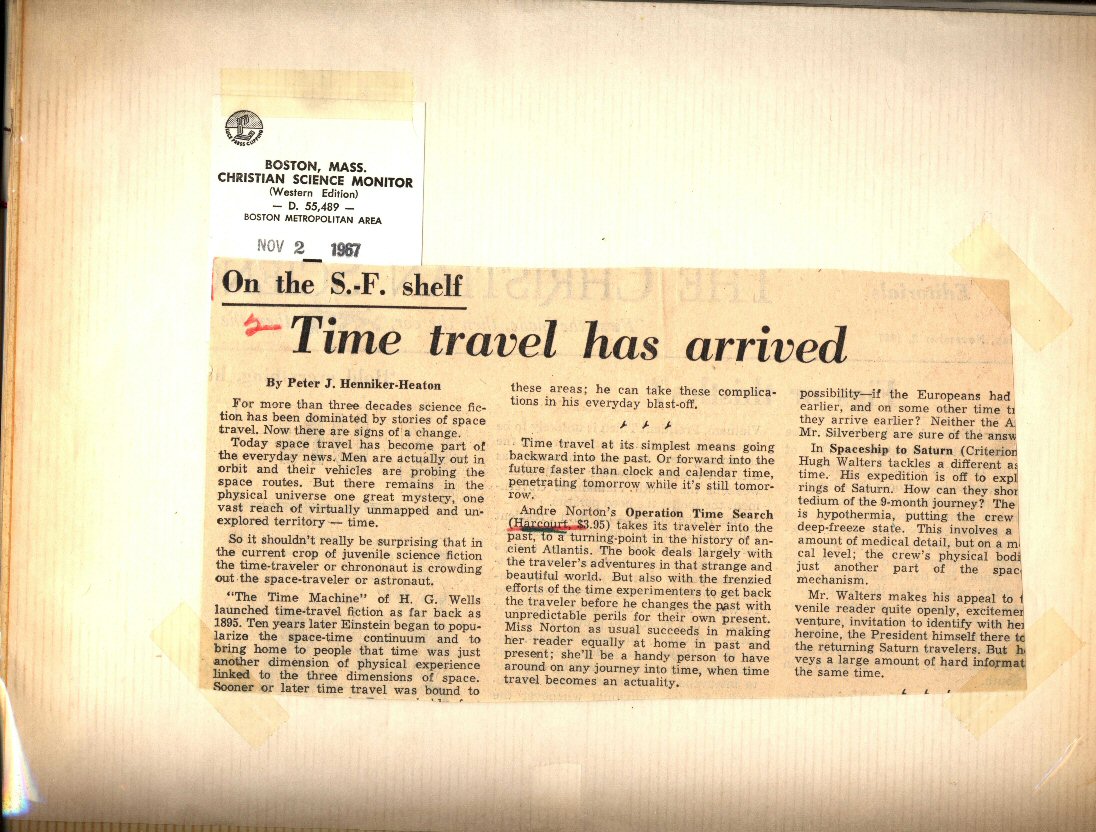 BOSTON, MASS.
CHRISTIAN SCIENCE MONITOR
(Western Edition)
— D. 55,489 —
BOSTON METROPOLITAN AREA
NOV 2 1967
On the S.-F. shelf
Time travel has arrived
By Peter J. Henniker-Heaton
For more than three decades science fic-
tion has been dominated by stories of space
travel. Now there are signs of a change.
Today space travel has become part of
the everyday news. Men are actually out in
orbit and their vehicles are probing the
space routes. But there remains in the
physical universe one great mystery, one
vast reach of virtually unmapped and un-
explored territory — time.
So it shouldn't really be surprising that in
the current crop of juvenile science fiction
the time-traveler or chrononaut is crowding
out the space-traveler or astronaut.
"The Time Machine" of H. G. Wells
launched time-travel fiction as far back as
1895. Ten years later Einstein began to popu-
larize the space-time continuum and to
bring home to people that time was just
another dimension of physical experience
linked to the three dimensions of space.
Sooner or later time travel was bound to
these areas; he can take these complica-
tions in his everyday blast-off.
Time travel at its simplest means going
backward into the past. Or forward into the
future faster than clock and calendar time,
penetrating tomorrow while it's still tomor-
row.
Andre Norton's Operation Time Search
(Harcourt, $3.95) takes its traveler into the
past, to a turning-point in the history of an-
cient Atlantis. The book deals largely with
the traveler's adventures in that strange and
beautiful world. But also with the frenzied
efforts of the time experimenters to get back
the traveler before he changes the past with
unpredictable perils for their own present.
Miss Norton as usual succeeds in making
her reader equally at home in past and
present; she'll be a handy person to have
around on any journey into time, when time
travel becomes an actuality.
possibility—if the Europeans had
earlier, and on some other time
they arrive earlier? Neither the
Mr. Silverberg are sure of the
In Spaceship to Saturn (Criterion
Hugh Walters tackles a different
time. His expedition is off to
rings of Saturn. How can they
tedium of the 9-month journey? The
is hypothermia, putting the crew
deep-freeze state. This involves a
amount of medical detail, but on a
cal level; the crew's physical
just another part of the
mechanism.
Mr. Walters makes his appeal to
venile reader quite openly,
venture, invitation to identify with
heroine, the President himself there
the returning Saturn travelers. But
veys a large amount of hard
the same time.